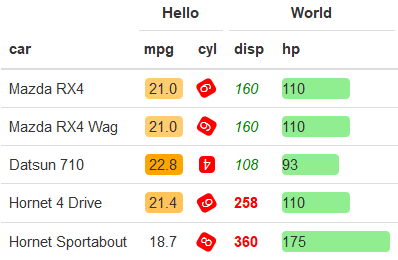 Hello World
car mpg cyl disp hp
Mazda RX4 21.0 6 160 110
Mazda RX4 Wag 21.0 6 160 110
Datsun 710 22.8 4 108 93
Hornet 4 Drive 21.4 6 258 110
Hornet Sportabout 18.7 8 360 175